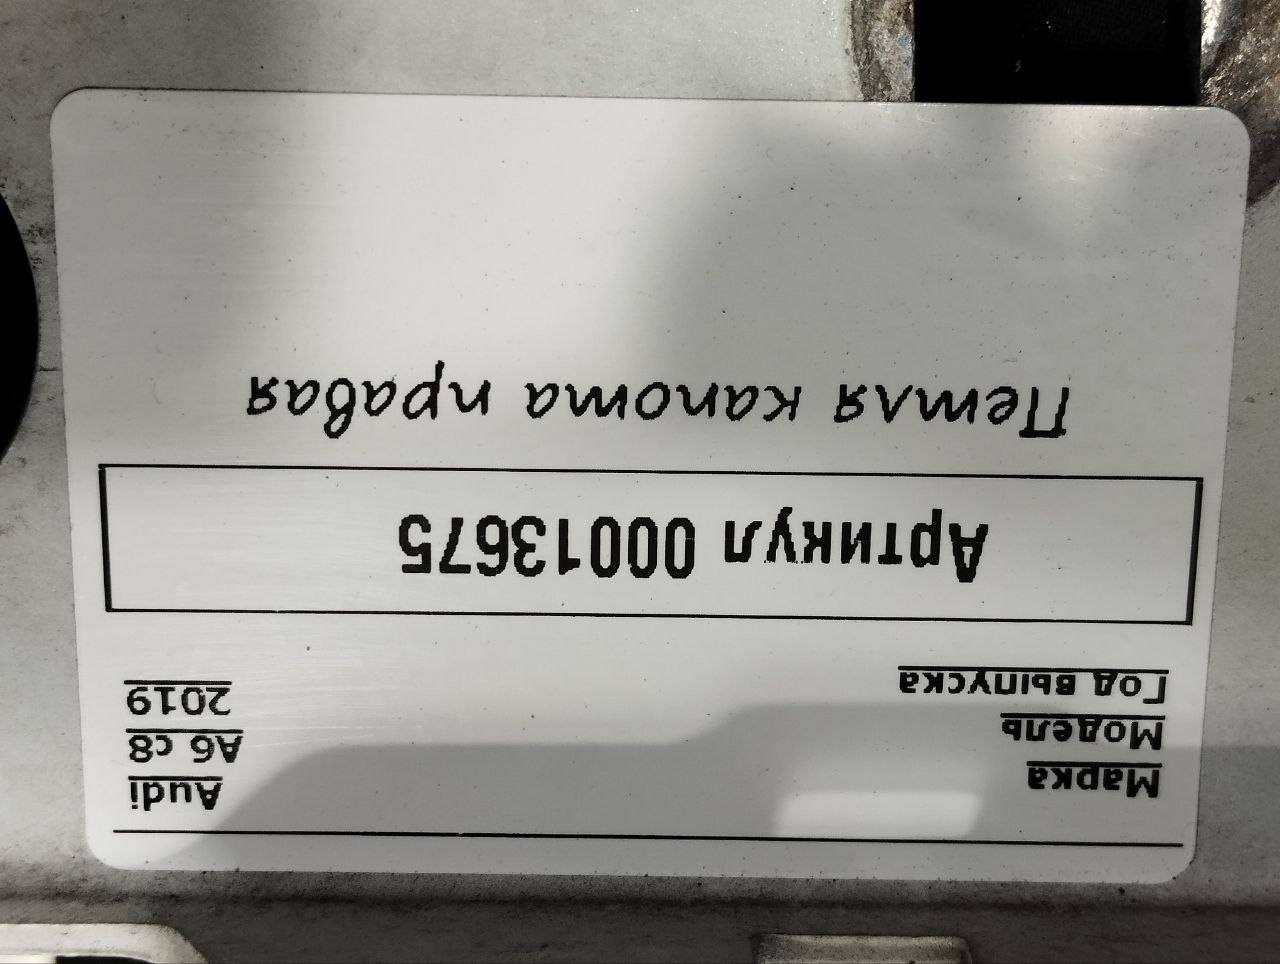 Марка Audi
Модель A6 c8
Год выпуска 2019
Артикул 00013675
Петля капота правая